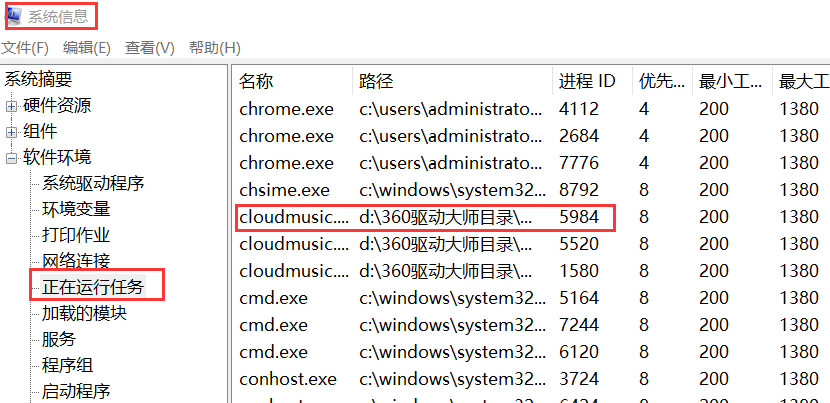 系统信息
文件(F) 编辑(E) 查看(V) 帮助(H)
系统摘要
硬件资源
组件
软件环境
系统驱动程序
环境变量
打印作业
网络连接
正在运行任务
加载的模块
服务
程序组
启动程序
名称 路径 进程 ID 优先... 最小工... 最大工
chrome.exe c:\users\administrato... 4112 4 200 1380
chrome.exe c:\users\administrato... 2684 4 200 1380
chrome.exe c:\users\administrato... 7776 4 200 1380
chsime.exe c:\windows\system32... 8792 8 200 1380
cloudmusic.... d:\360驱动大师目录\... 5984 8 200 1380
cloudmusic.... d:\360驱动大师目录\... 5520 8 200 1380
cloudmusic.... d:\360驱动大师目录\... 1580 8 200 1380
cmd.exe c:\windows\system32... 5164 8 200 1380
cmd.exe c:\windows\system32... 7244 8 200 1380
cmd.exe c:\windows\system32... 6120 8 200 1380
conhost.exe c:\windows\system32... 3724 8 200 1380